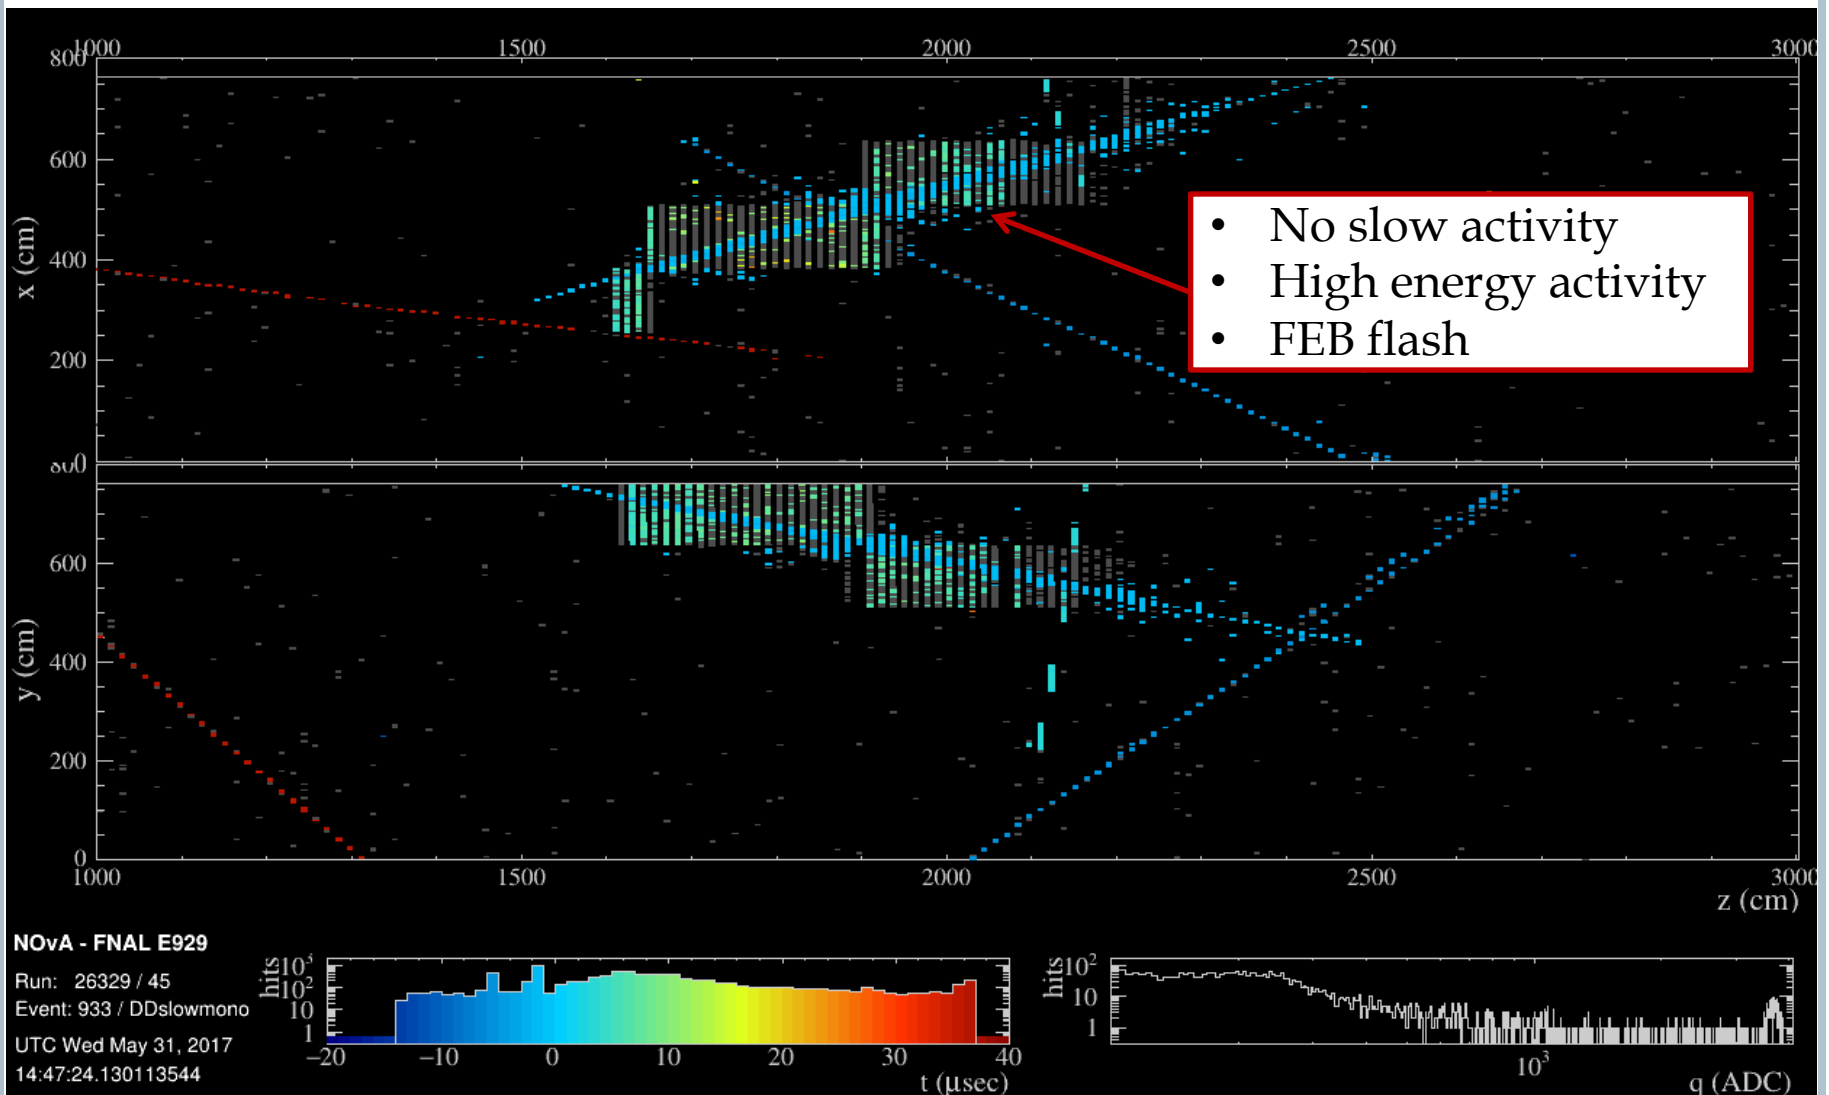 1000 1500 2000 2500 3000
800
600
400
200
0
x (cm)
• No slow activity
• High energy activity
• FEB flash
800
600
400
200
0
y (cm)
1000 1500 2000 2500 3000
z (cm)
NOvA - FNAL E929
Run: 26329 / 45
Event: 933 / DDslowmono
UTC Wed May 31, 2017
14:47:24.130113544
hits
10³
10²
10
1
−20 −10 0 10 20 30 40
t (μsec)
hits
10²
10
1
10³
q (ADC)